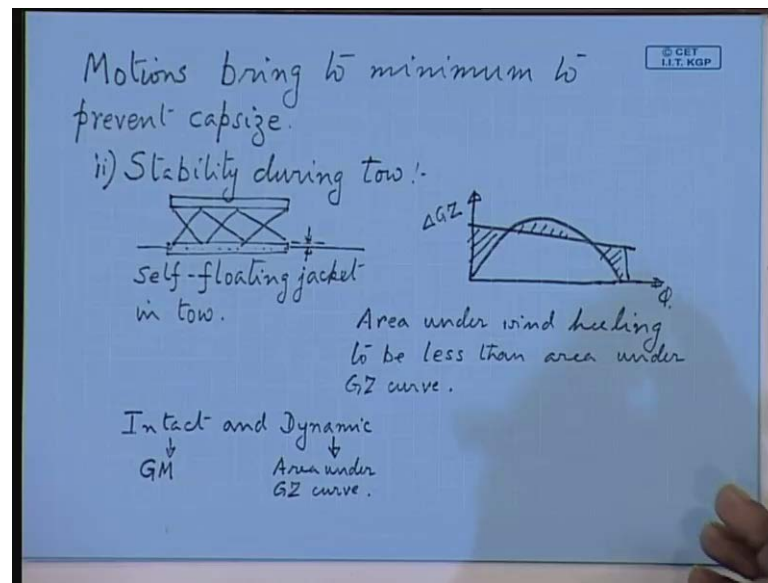 © CET
I.I.T. KGP
Motions bring to minimum to
prevent capsize.
ii) Stability during tow:-
ΔGZ
φ
self-floating jacket
in tow.
Area under wind heeling
to be less than area under
GZ curve.
Intact and Dynamic
GM
Area under
GZ curve.